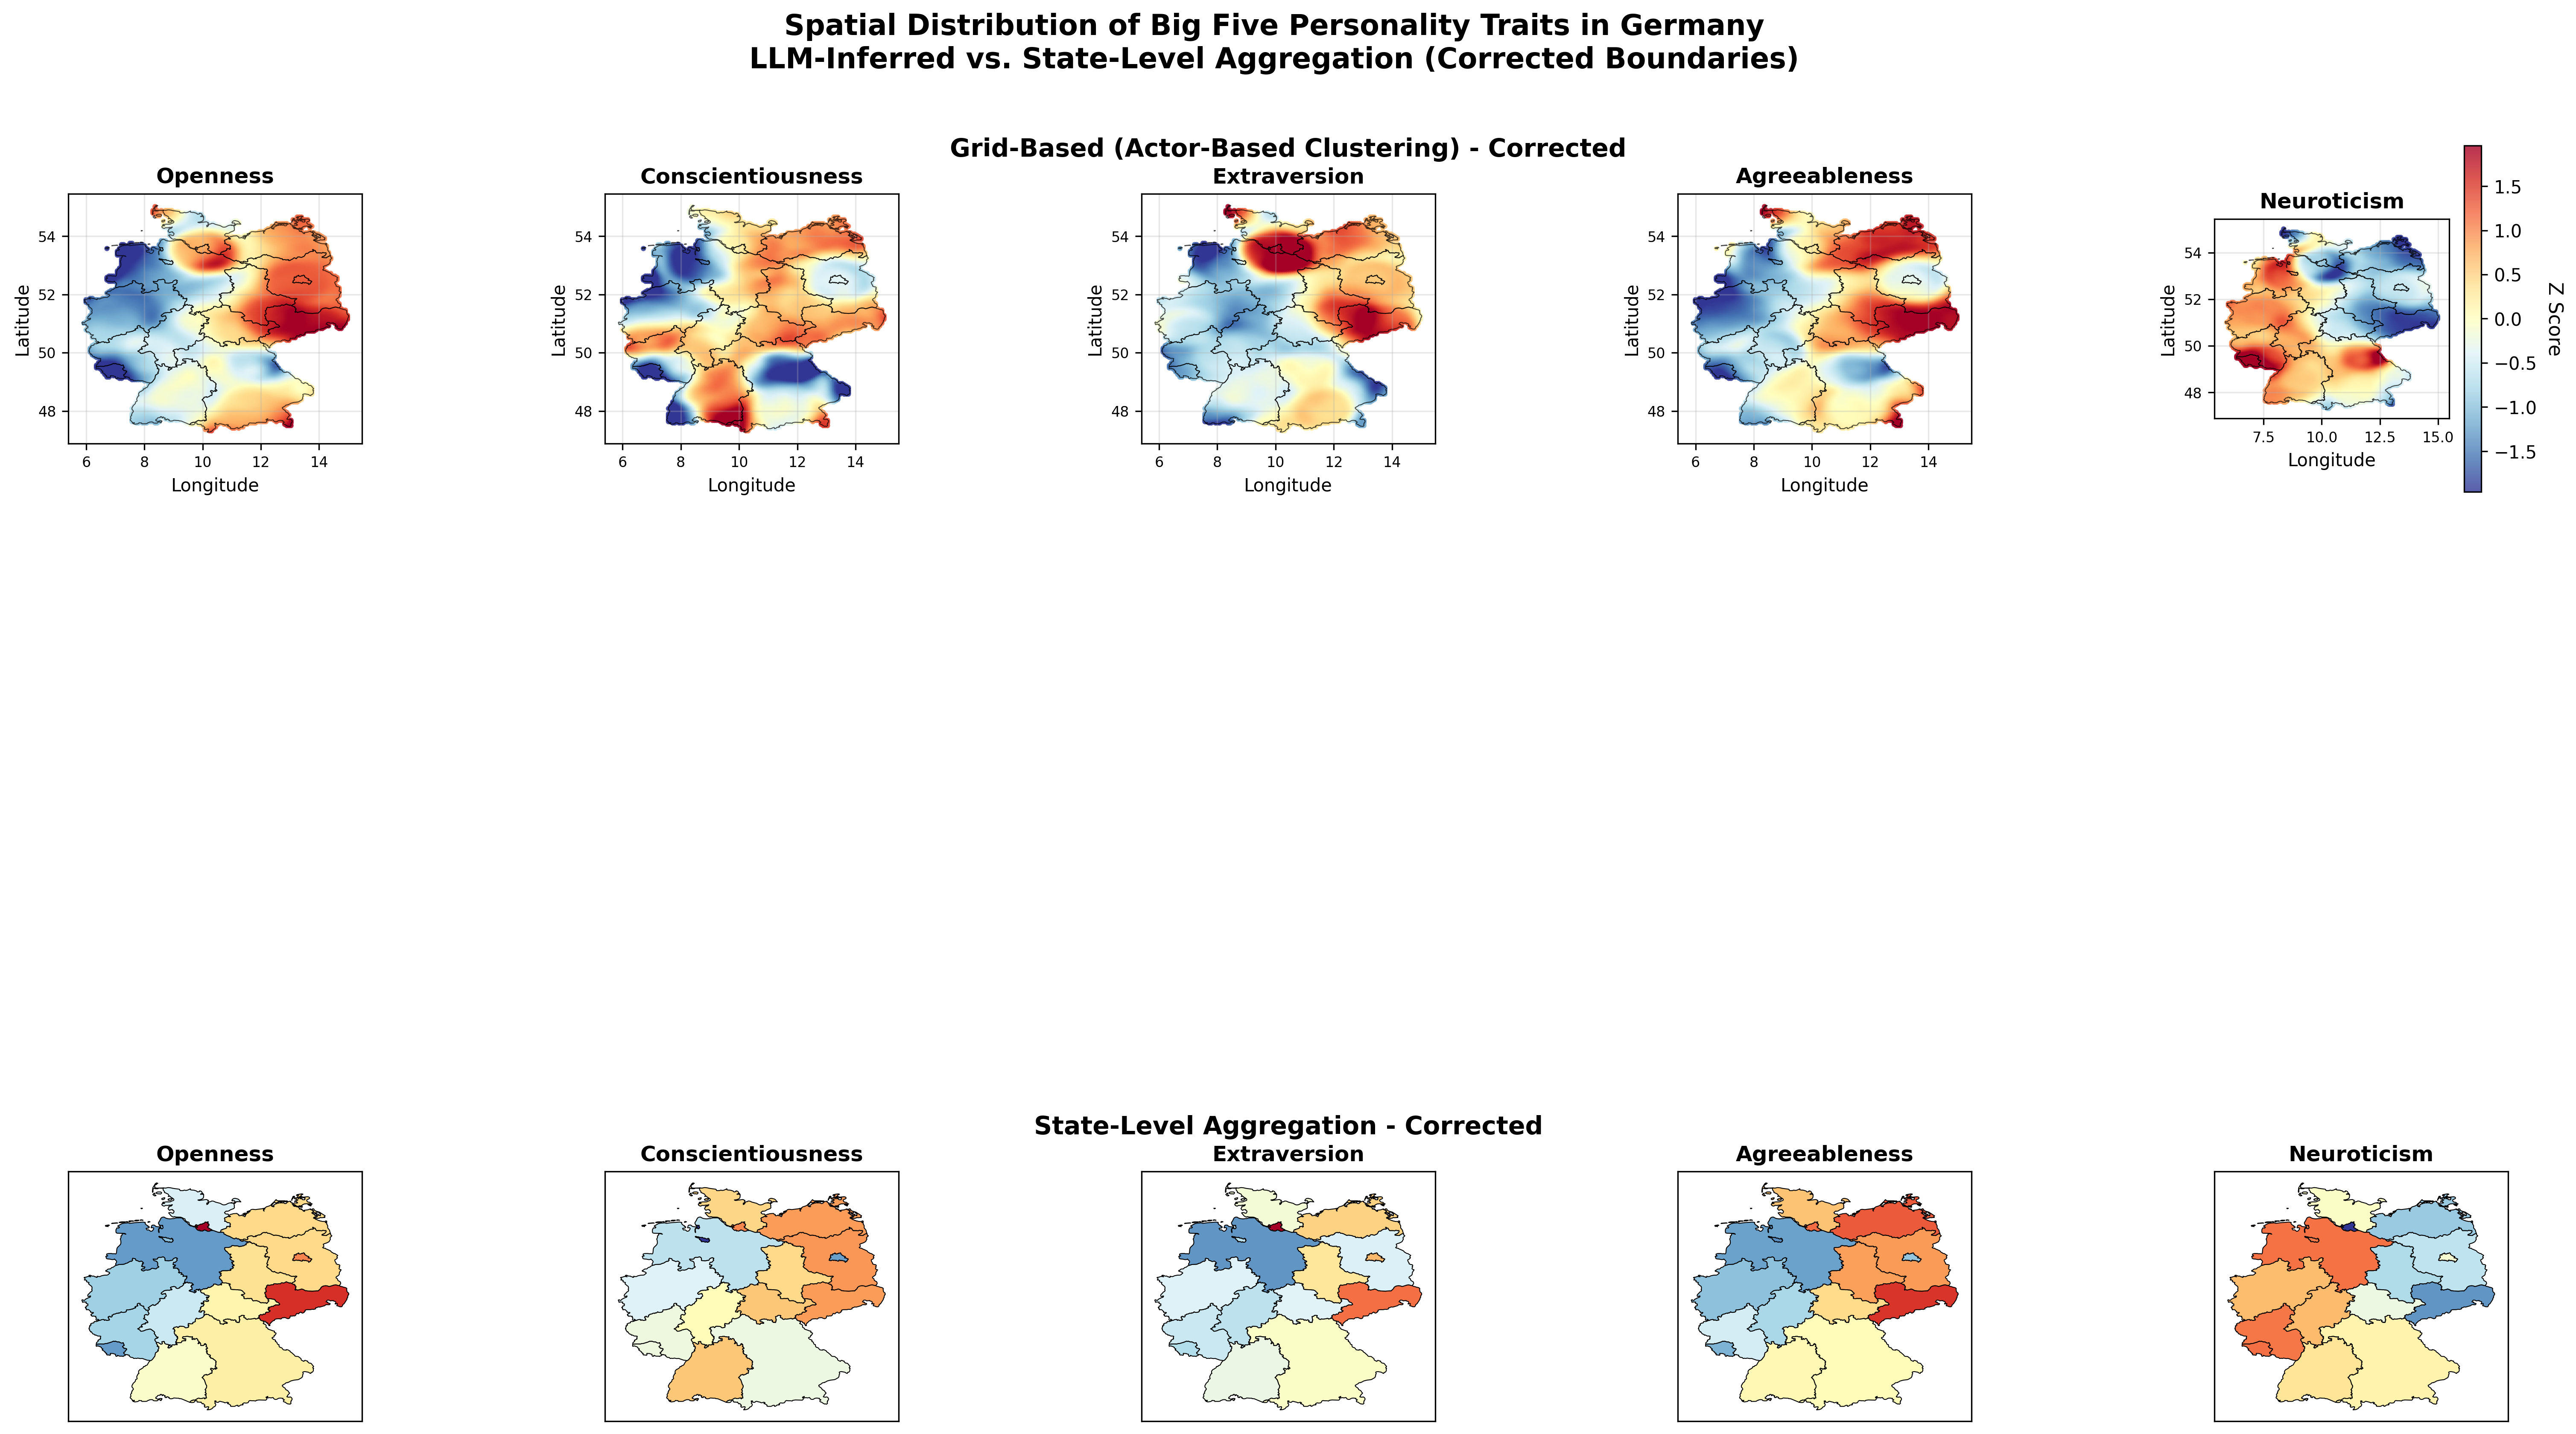 Spatial Distribution of Big Five Personality Traits in Germany
LLM-Inferred vs. State-Level Aggregation (Corrected Boundaries)
Grid-Based (Actor-Based Clustering) - Corrected
Openness
Latitude
54
52
50
48
6 8 10 12 14
Longitude
Conscientiousness
Latitude
54
52
50
48
6 8 10 12 14
Longitude
Extraversion
Latitude
54
52
50
48
6 8 10 12 14
Longitude
Agreeableness
Latitude
54
52
50
48
6 8 10 12 14
Longitude
Neuroticism
Latitude
54
52
50
48
7.5 10.0 12.5 15.0
Longitude
1.5
1.0
0.5
0.0
−0.5
−1.0
−1.5
Z Score
State-Level Aggregation - Corrected
Openness
Conscientiousness
Extraversion
Agreeableness
Neuroticism